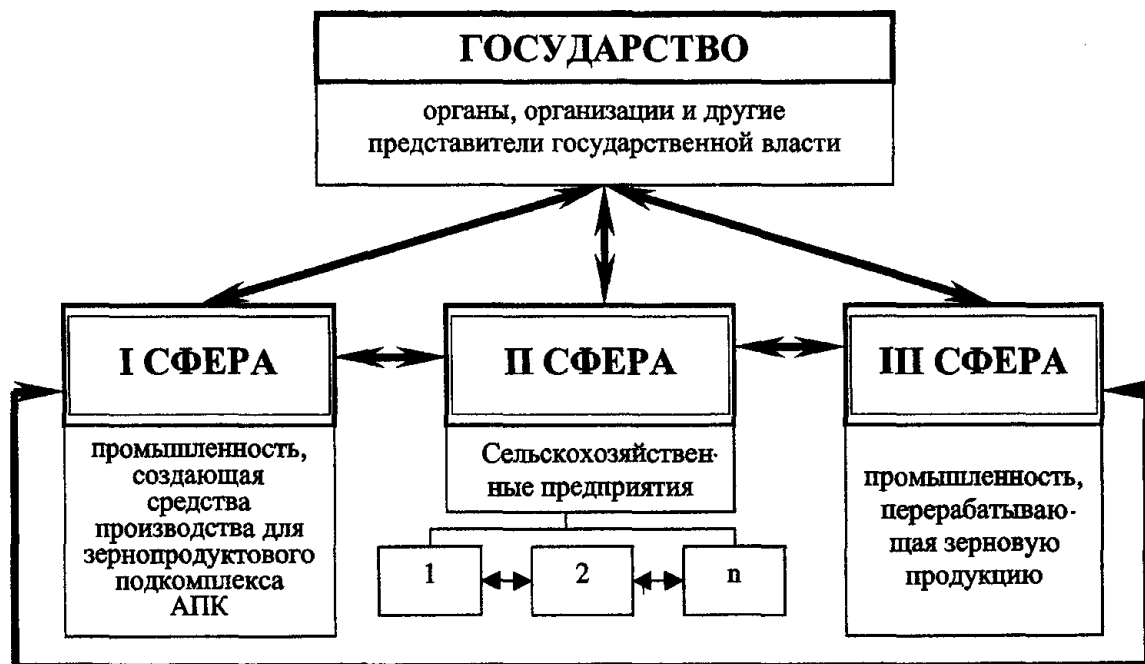 ГОСУДАРСТВО
органы, организации и другие
представители государственной власти
I СФЕРА
промышленность,
создающая
средства
производства для
зернопродуктового
подкомплекса
АПК
II СФЕРА
Сельскохозяйствен-
ные предприятия
1
2
n
III СФЕРА
промышленность,
перерабатываю-
щая зерновую
продукцию